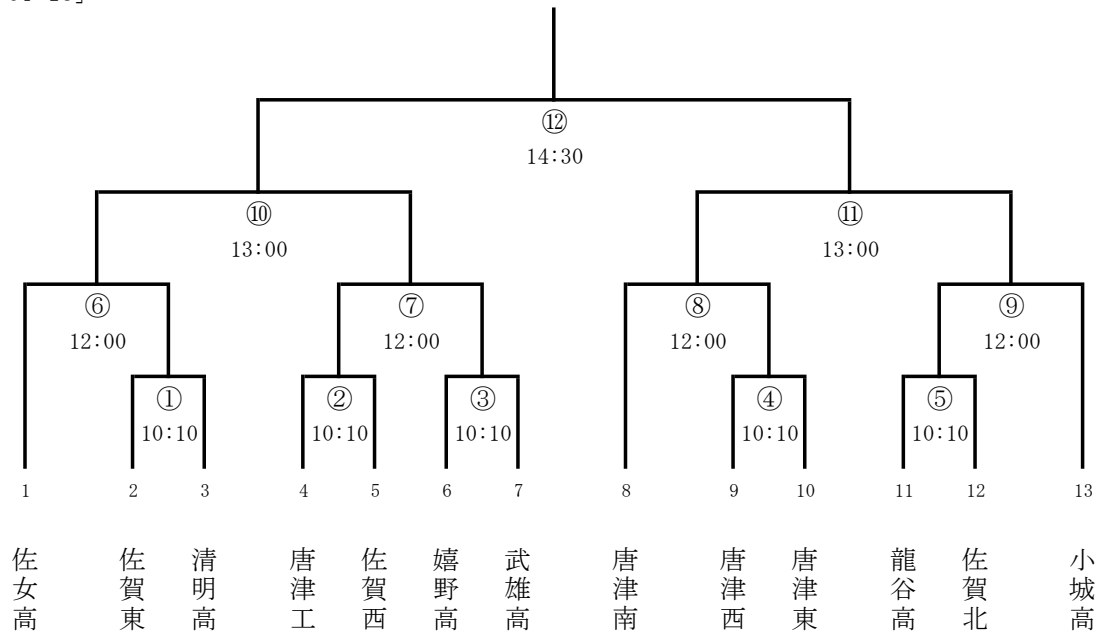 ⑫
14:30
⑩ ⑪
13:00 13:00
⑥ ⑦ ⑧ ⑨
12:00 12:00 12:00 12:00
① ② ③ ④ ⑤
10:10 10:10 10:10 10:10 10:10
1 2 3 4 5 6 7 8 9 10 11 12 13
佐女高
佐賀東
清明高
唐津工
佐賀西
嬉野高
武雄高
唐津南
唐津西
唐津東
龍谷高
佐賀北
小城高